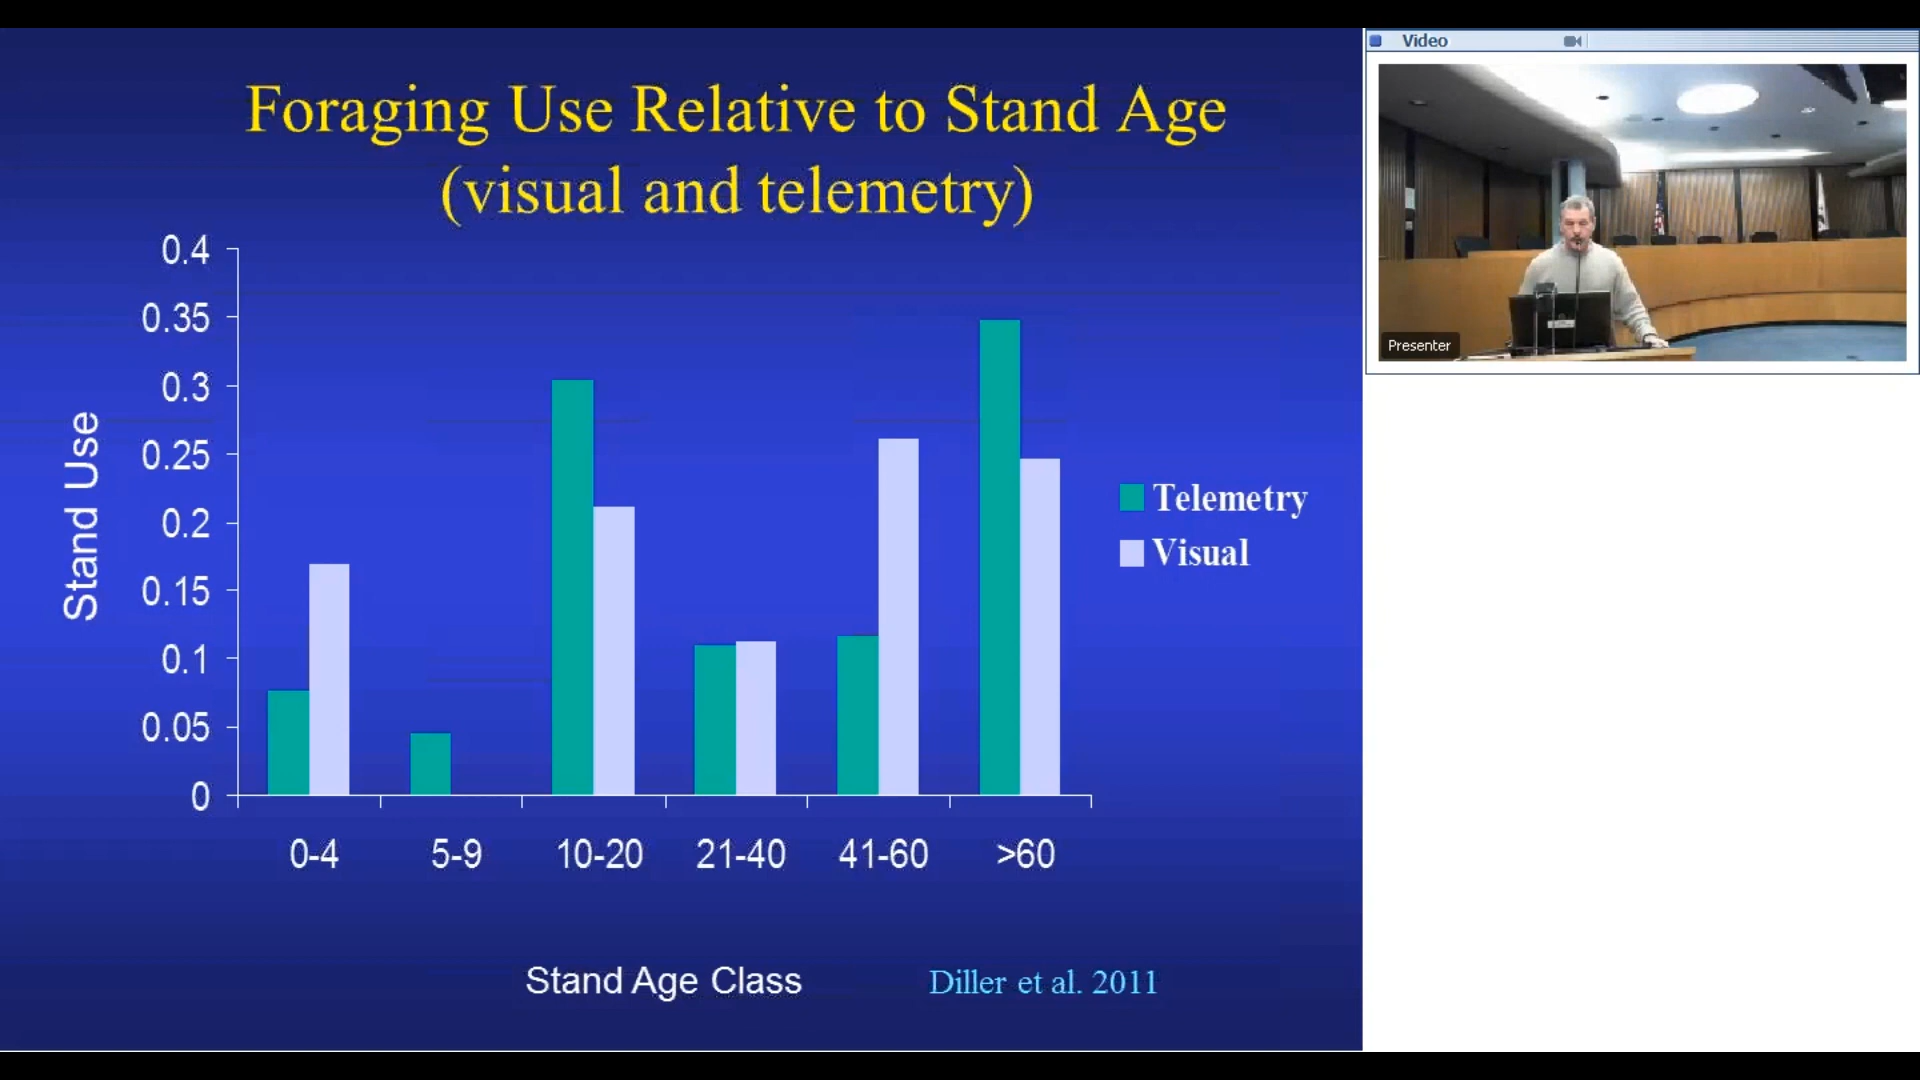 Foraging Use Relative to Stand Age
(visual and telemetry)
0.4
0.35
0.3
0.25
0.2
0.15
0.1
0.05
0
Stand Use
0-4 5-9 10-20 21-40 41-60 >60
Stand Age Class
Diller et al. 2011
Telemetry
Visual
Video
Presenter